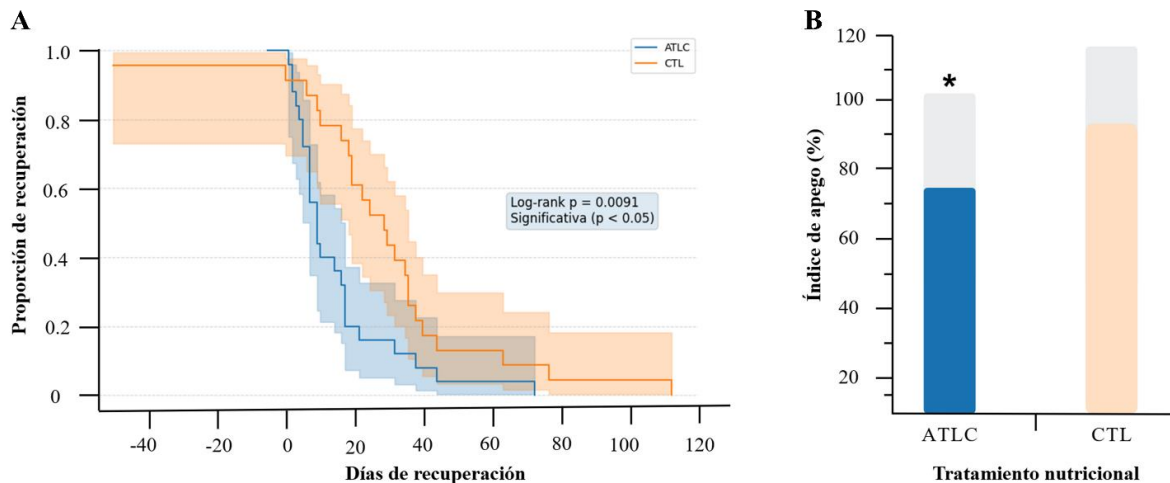 A
1.0
0.8
0.6
0.4
0.2
0
Proporción de recuperación
-40
-20
0
20
40
60
80
100
120
Días de recuperación
ATLC
CTL
Log-rank p = 0.0091
Significativa (p < 0.05)
B
120
100
80
60
40
20
Índice de apego (%)
*
ATLC
CTL
Tratamiento nutricional